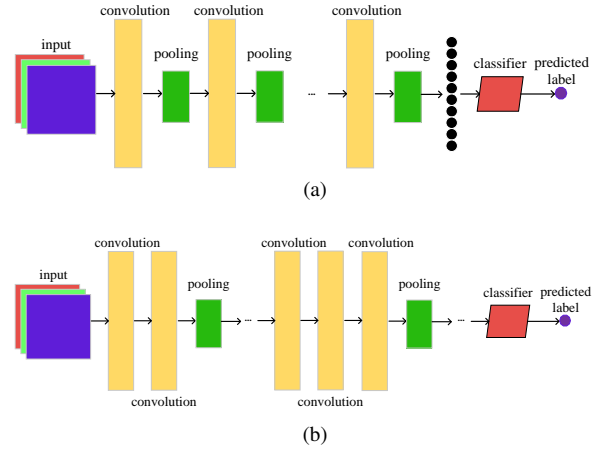 convolution
convolution
convolution
input
pooling
pooling
pooling
classifier
predicted
label
...
(a)
convolution
convolution
convolution
input
pooling
pooling
classifier
predicted
label
...
...
convolution
convolution
(b)